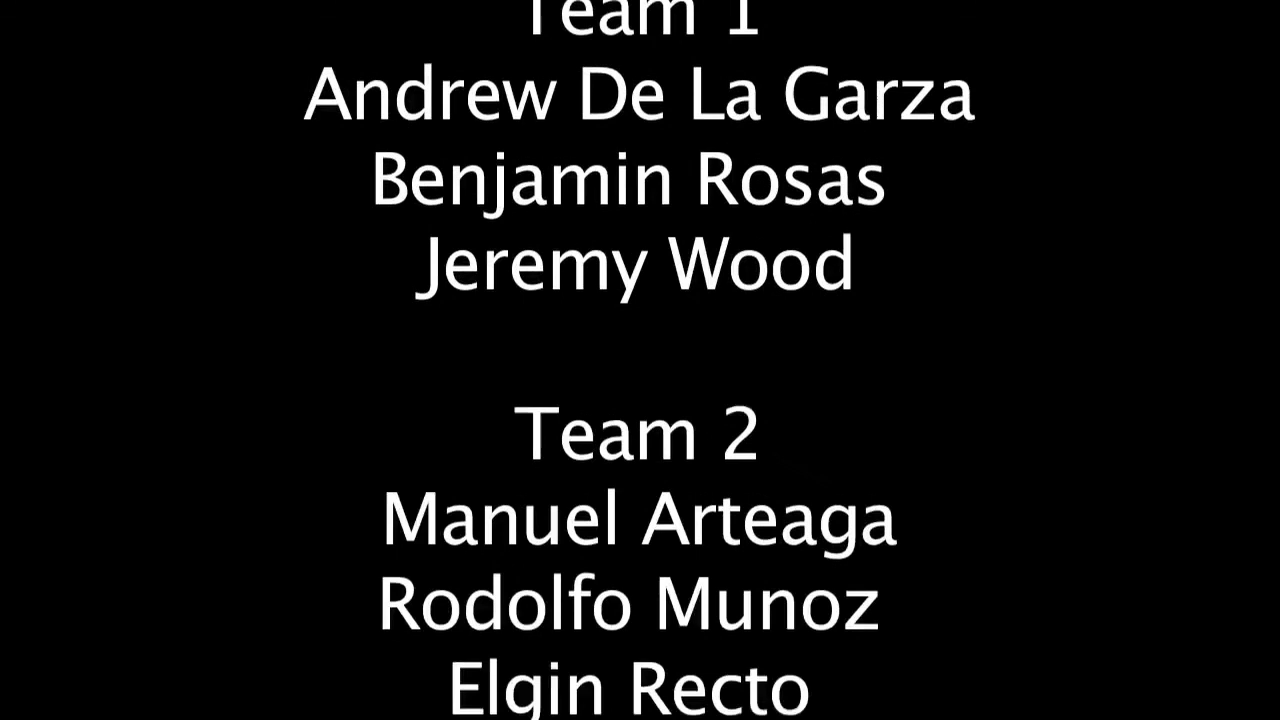 Team 1
Andrew De La Garza
Benjamin Rosas
Jeremy Wood
Team 2
Manuel Arteaga
Rodolfo Munoz
Elgin Recto